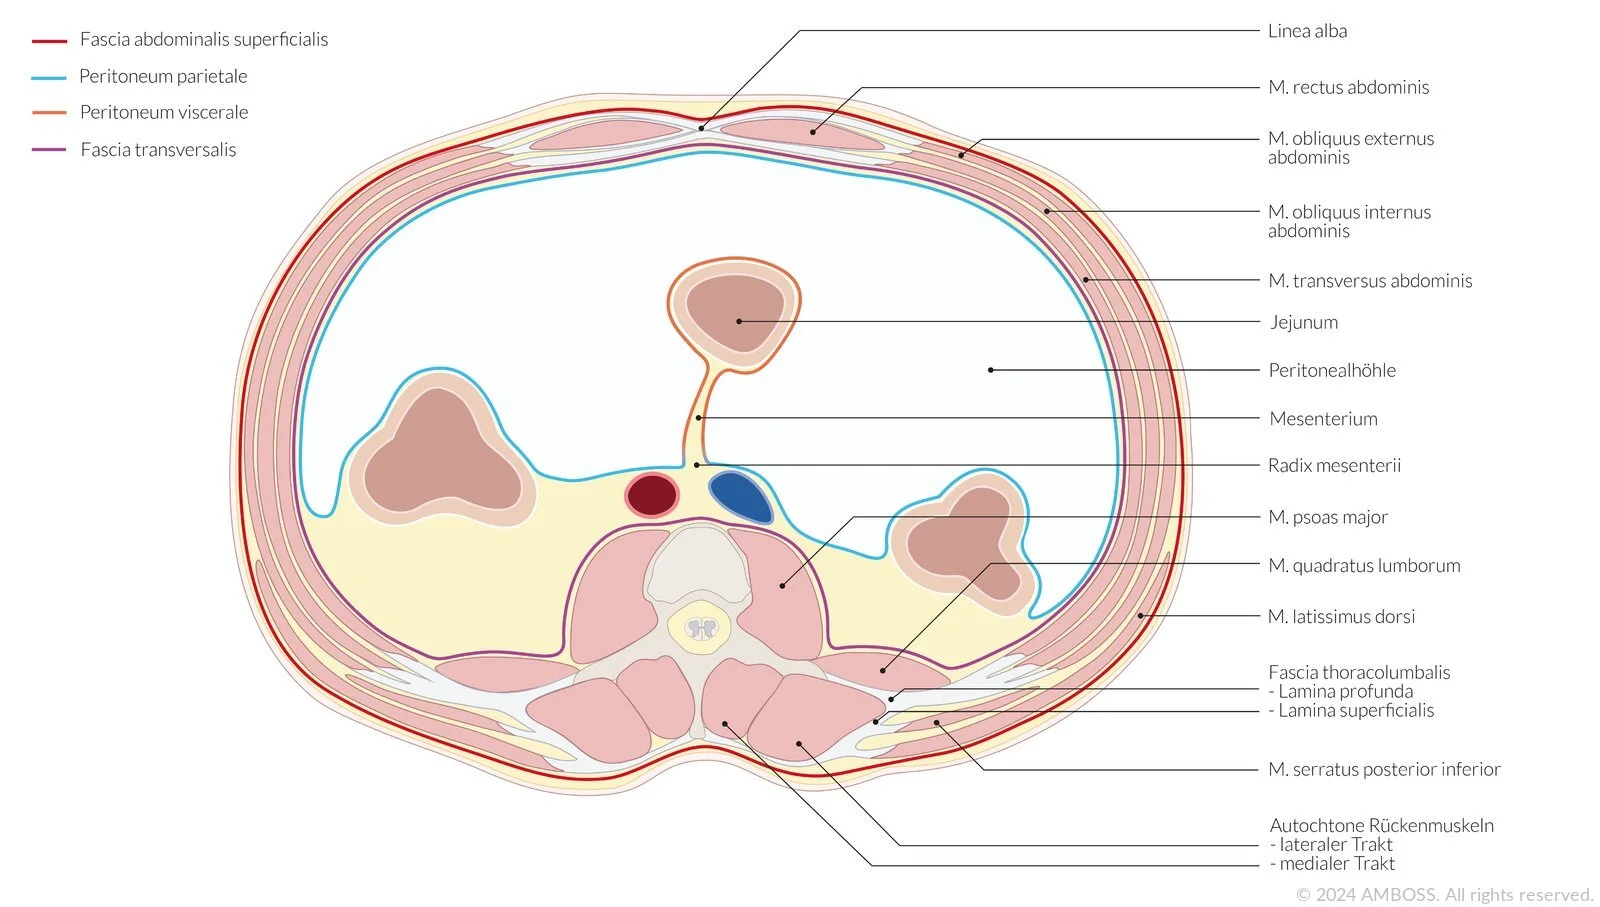 Fascia abdominalis superficialis
Peritoneum parietale
Peritoneum viscerale
Fascia transversalis
Linea alba
M. rectus abdominis
M. obliquus externus
abdominis
M. obliquus internus
abdominis
M. transversus abdominis
Jejunum
Peritonealhöhle
Mesenterium
Radix mesenterii
M. psoas major
M. quadratus lumborum
M. latissimus dorsi
Fascia thoracolumbalis
- Lamina profunda
- Lamina superficialis
M. serratus posterior inferior
Autochtone Rückenmuskeln
- lateraler Trakt
- medialer Trakt
© 2024 AMBOSS. All rights reserved.